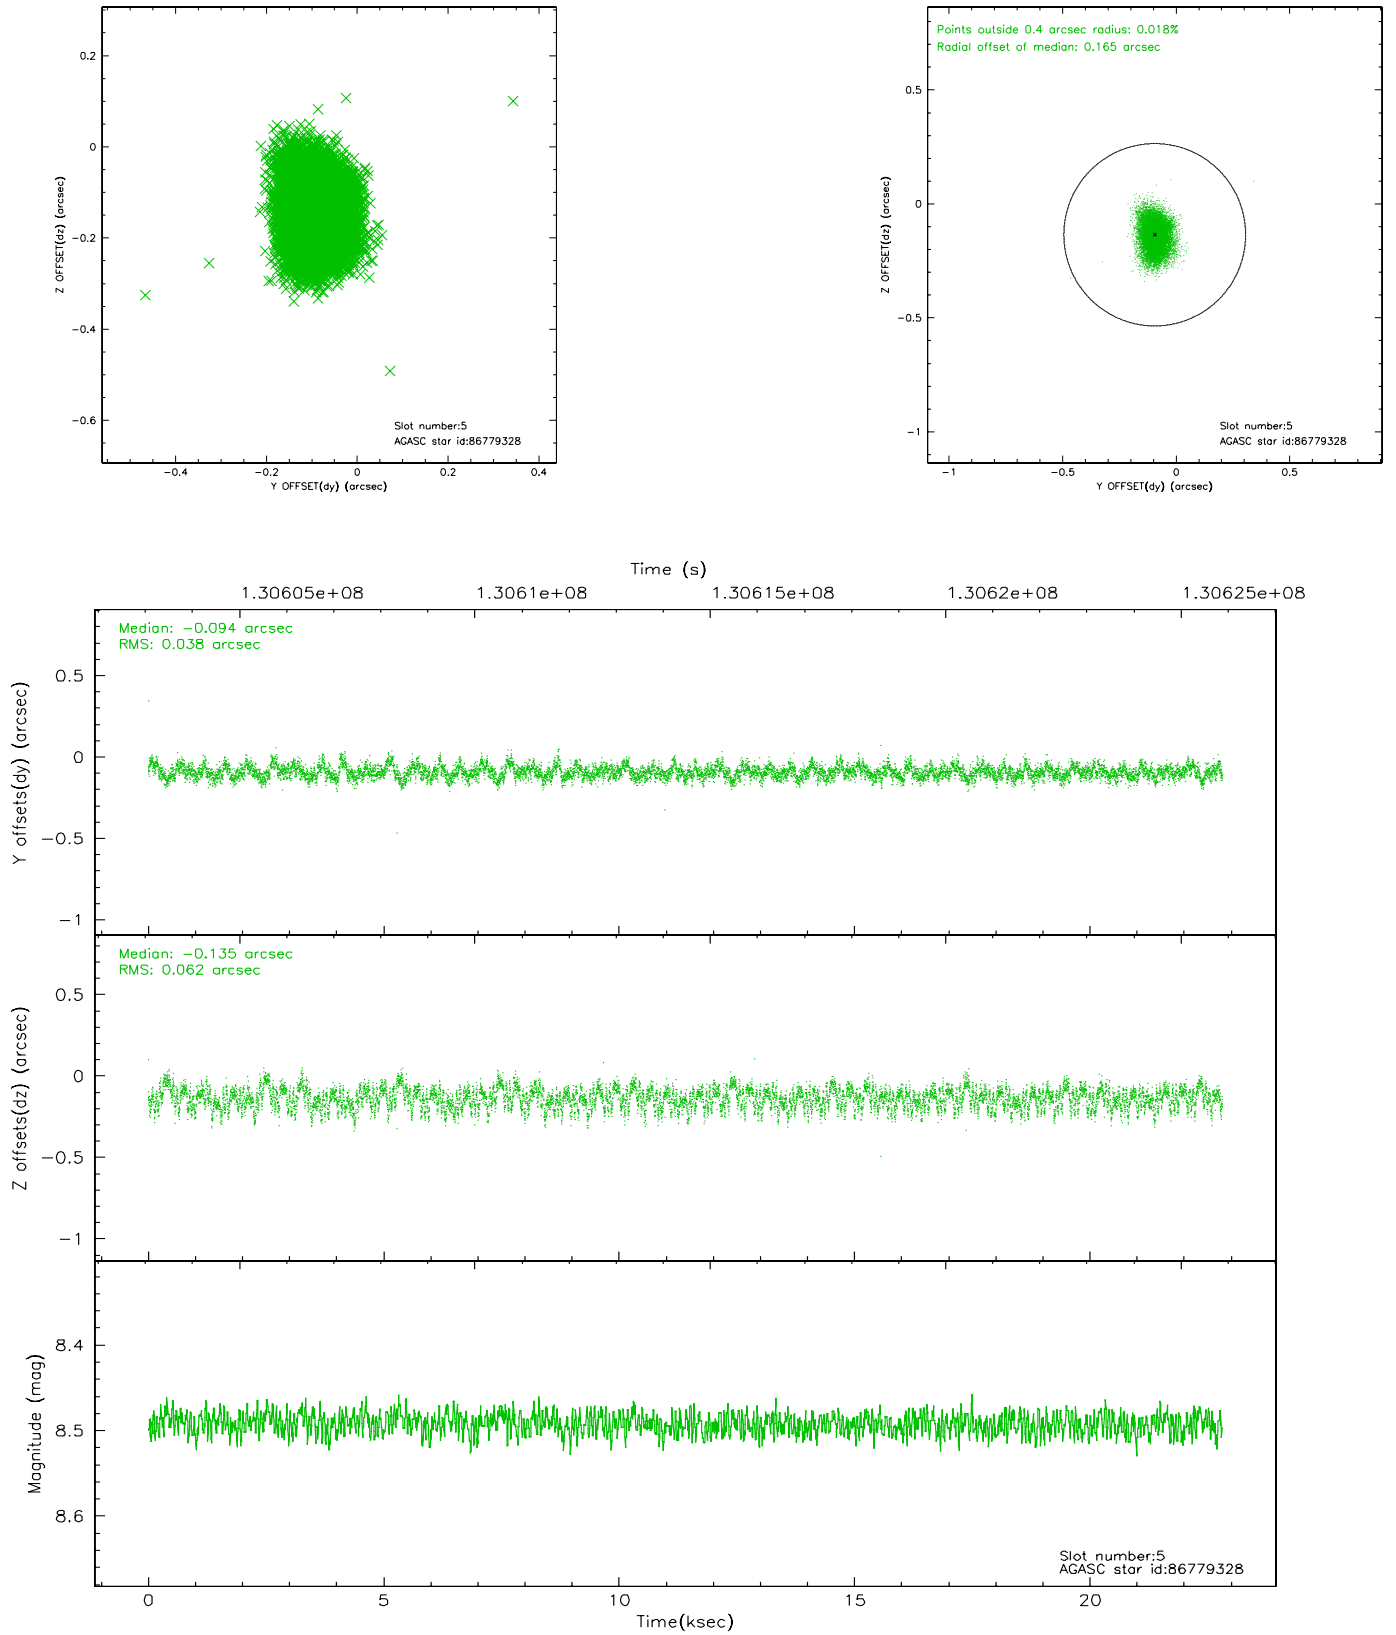 0.2
0
−0.2
−0.4
−0.6
Z OFFSET(dz) (arcsec)
Slot number:5
AGASC star id:86779328
−0.4 −0.2 0 0.2 0.4
Y OFFSET(dy) (arcsec)
Points outside 0.4 arcsec radius: 0.018%
Radial offset of median: 0.165 arcsec
0.5
0
−0.5
−1
Z OFFSET(dz) (arcsec)
Slot number:5
AGASC star id:86779328
−1 −0.5 0 0.5
Y OFFSET(dy) (arcsec)
Time (s)
1.30605e+08 1.3061e+08 1.30615e+08 1.3062e+08 1.30625e+08
Median: −0.094 arcsec
RMS: 0.038 arcsec
0.5
0
−0.5
−1
Y offsets(dy) (arcsec)
Median: −0.135 arcsec
RMS: 0.062 arcsec
0.5
0
−0.5
−1
Z offsets(dz) (arcsec)
8.4
8.5
8.6
Magnitude (mag)
Slot number:5
AGASC star id:86779328
0 5 10 15 20
Time(ksec)